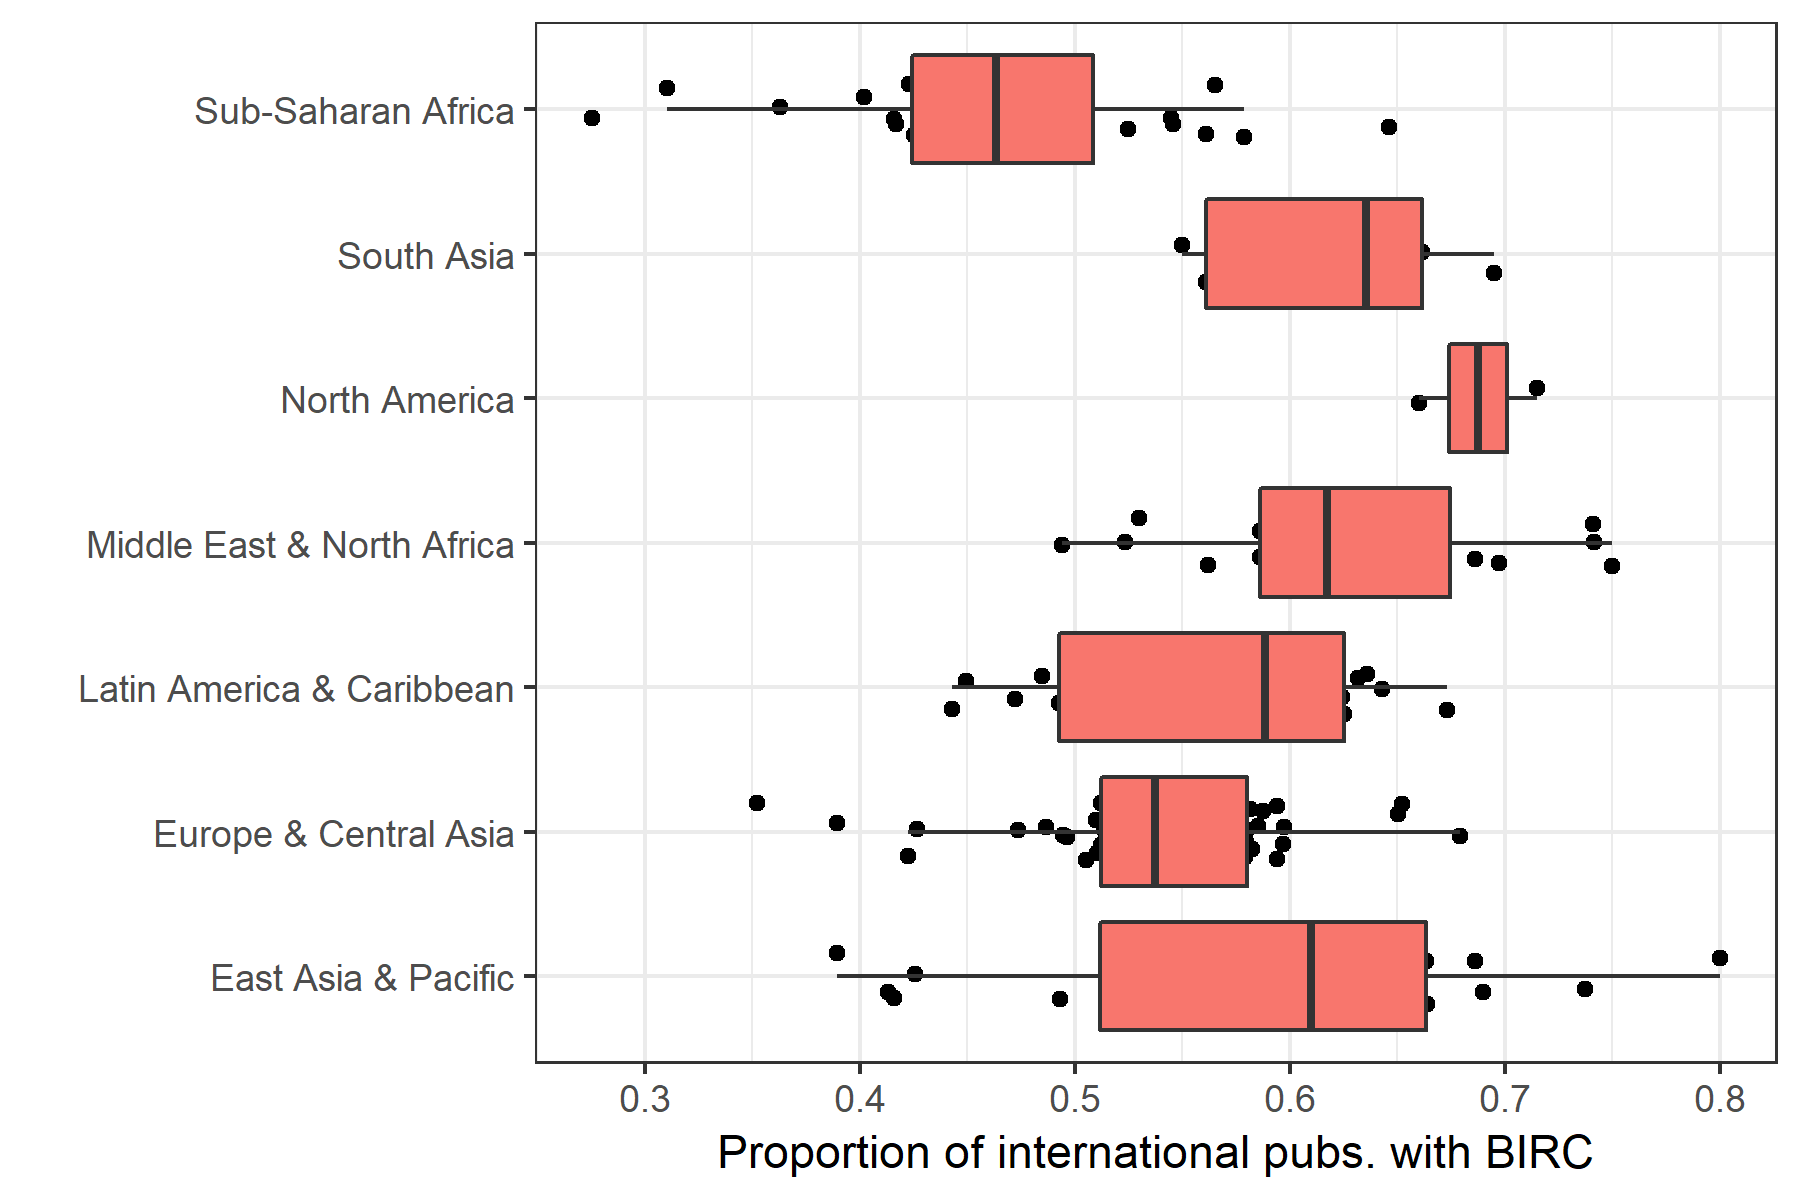 Sub-Saharan Africa
South Asia
North America
Middle East & North Africa
Latin America & Caribbean
Europe & Central Asia
East Asia & Pacific
0.3 0.4 0.5 0.6 0.7 0.8
Proportion of international pubs. with BIRC